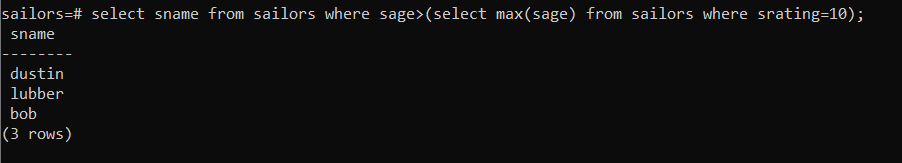 sailors=# select sname from sailors where sage>(select max(sage) from sailors where srating=10);
 sname
--------
 dustin
 lubber
 bob
(3 rows)